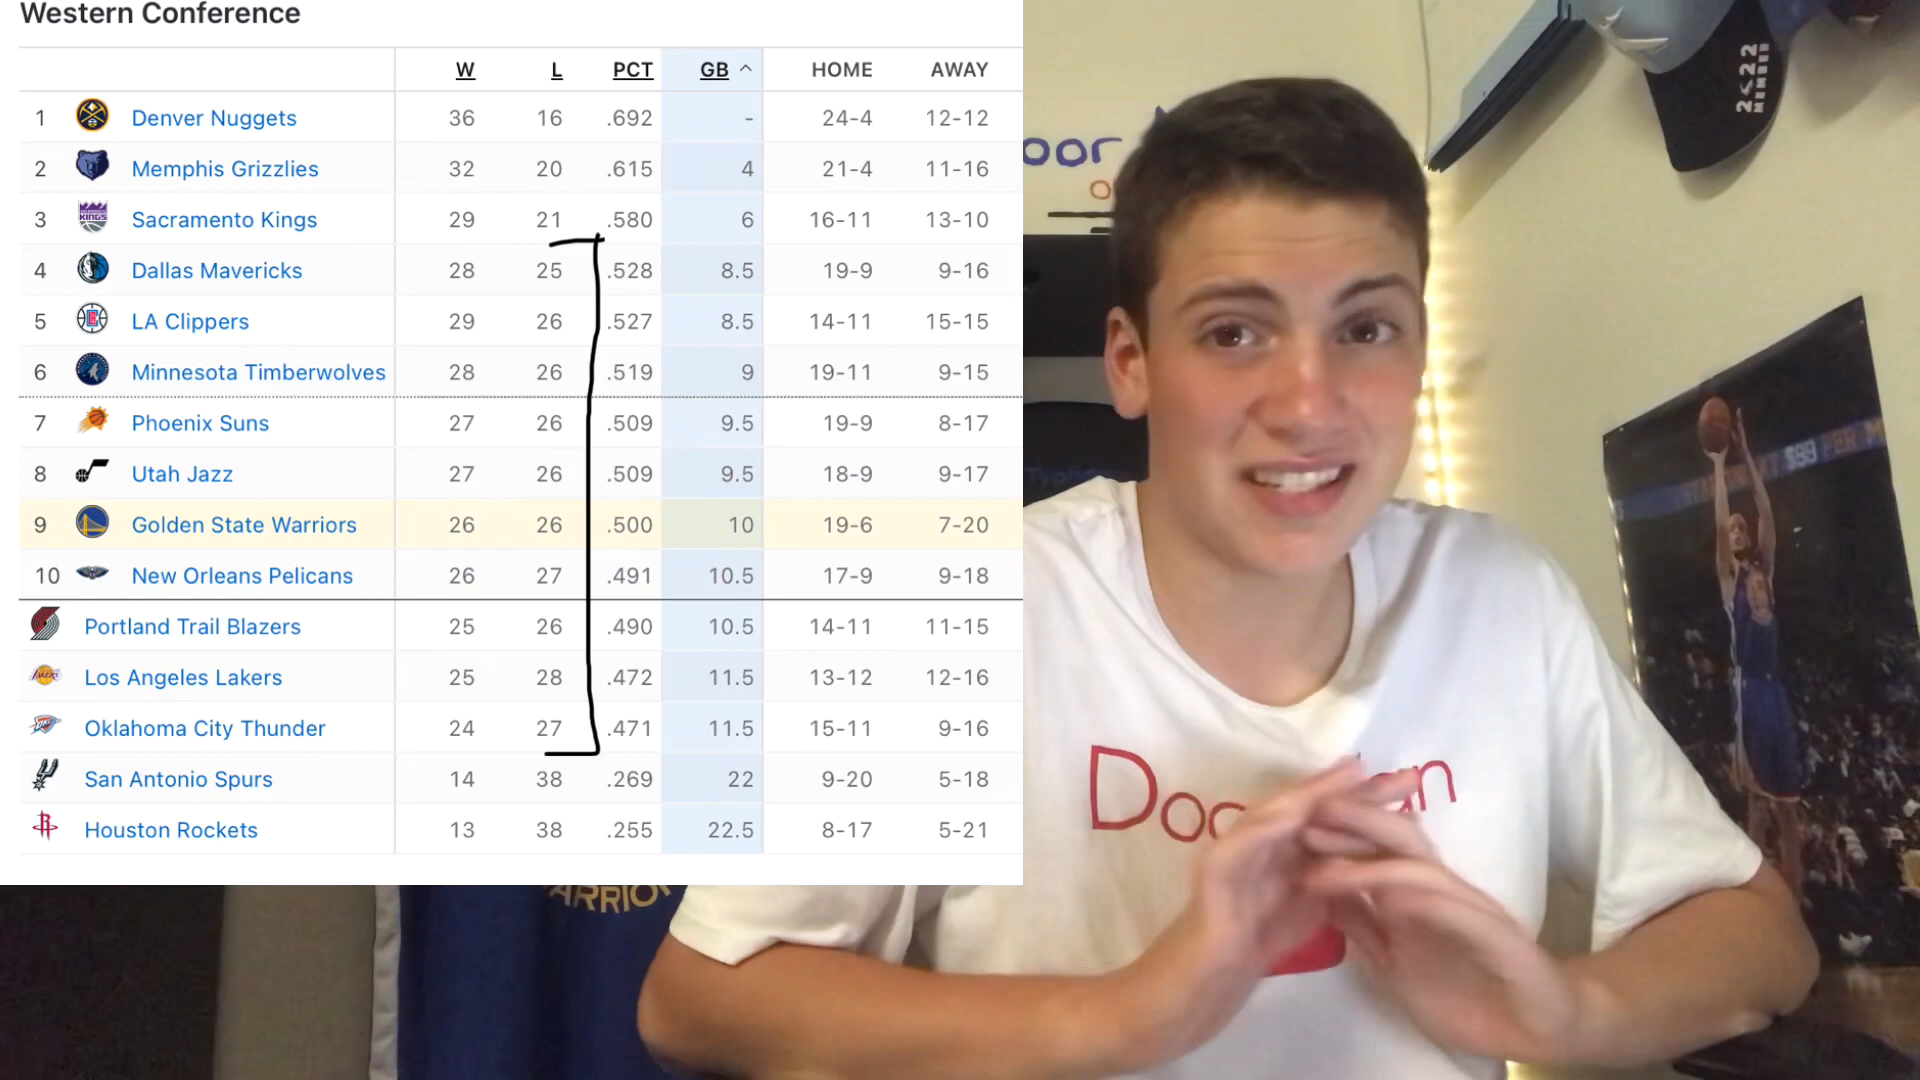 Western Conference
W L PCT GB HOME AWAY
1 Denver Nuggets 36 16 .692 - 24-4 12-12
2 Memphis Grizzlies 32 20 .615 4 21-4 11-16
3 Sacramento Kings 29 21 .580 6 16-11 13-10
4 Dallas Mavericks 28 25 .528 8.5 19-9 9-16
5 LA Clippers 29 26 .527 8.5 14-11 15-15
6 Minnesota Timberwolves 28 26 .519 9 19-11 9-15
7 Phoenix Suns 27 26 .509 9.5 19-9 8-17
8 Utah Jazz 27 26 .509 9.5 18-9 9-17
9 Golden State Warriors 26 26 .500 10 19-6 7-20
10 New Orleans Pelicans 26 27 .491 10.5 17-9 9-18
Portland Trail Blazers 25 26 .490 10.5 14-11 11-15
Los Angeles Lakers 25 28 .472 11.5 13-12 12-16
Oklahoma City Thunder 24 27 .471 11.5 15-11 9-16
San Antonio Spurs 14 38 .269 22 9-20 5-18
Houston Rockets 13 38 .255 22.5 8-17 5-21